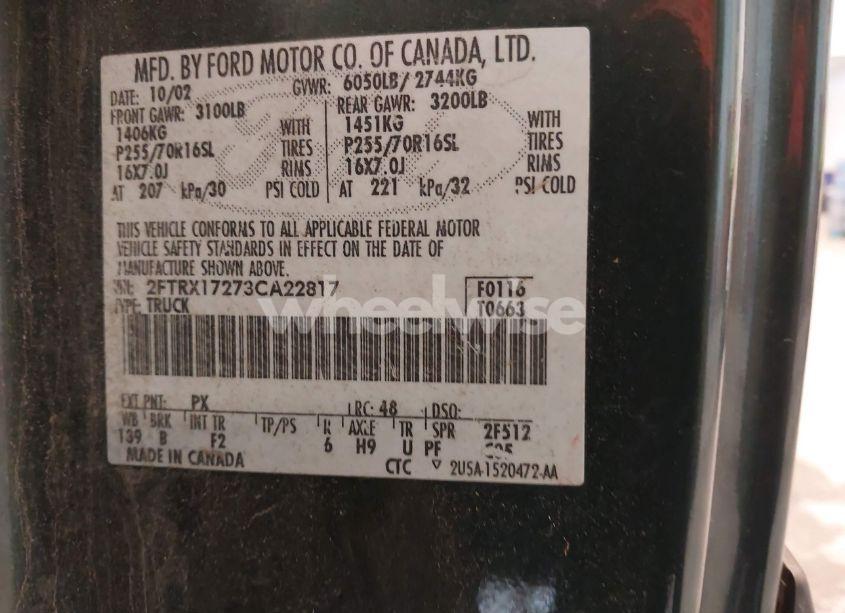 MFD. BY FORD MOTOR CO. OF CANADA, LTD.
DATE: 10/02 GVWR: 6050LB/ 2744KG
FRONT GAWR: 3100LB REAR GAWR: 3200LB
1406KG WITH 1451KG WITH
P255/70R16SL TIRES P255/70R16SL TIRES
16X7.0J RIMS 16X7.0J RIMS
AT 207 kPa/30 PSI COLD AT 221 kPa/32 PSI COLD
THIS VEHICLE CONFORMS TO ALL APPLICABLE FEDERAL MOTOR
VEHICLE SAFETY STANDARDS IN EFFECT ON THE DATE OF
MANUFACTURE SHOWN ABOVE.
VIN: 2FTRX17273CA22817 F0116
TYPE: TRUCK T0663
wheelwise
EXT PNT: PX RC: 48 DSO:
WB BRK INT TR TP/PS R AXLE TR SPR 2F512
139 B F2 6 H9 U PF
MADE IN CANADA CTC 2USA-1520472-AA